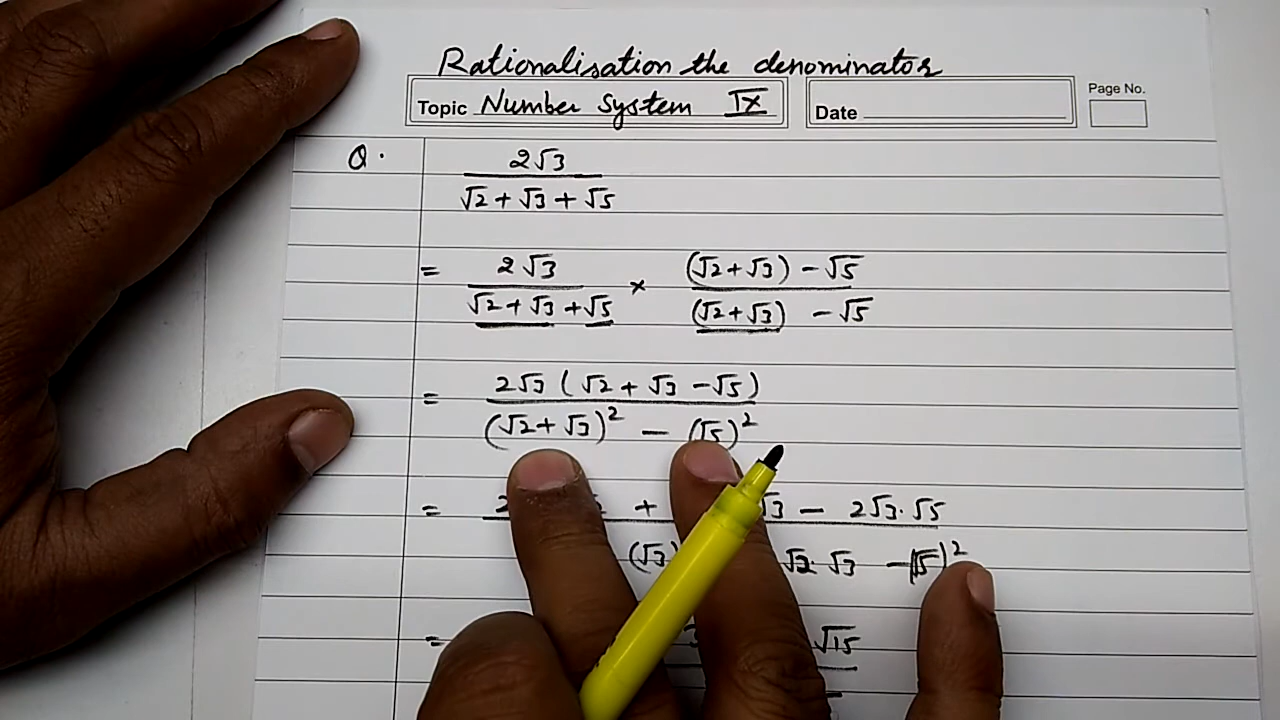 Rationalisation the denominator
Topic Number System IX Date Page No.
Q. 2√3 / √2 + √3 + √5
= 2√3 / √2 + √3 + √5 × (√2+√3) - √5 / (√2+√3) - √5
= 2√3 (√2 + √3 - √5) / (√2 + √3)² - (√5)²
= + √3 - 2√3.√5
(√3) √2.√3 - (√5)²
= √15